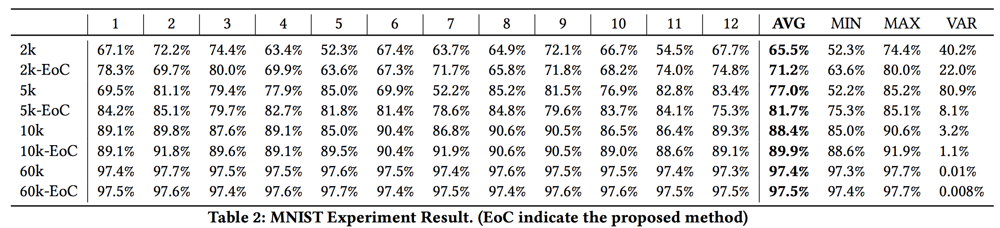 1 2 3 4 5 6 7 8 9 10 11 12 AVG MIN MAX VAR
2k 67.1% 72.2% 74.4% 63.4% 52.3% 67.4% 63.7% 64.9% 72.1% 66.7% 54.5% 67.7% 65.5% 52.3% 74.4% 40.2%
2k-EoC 78.3% 69.7% 80.0% 69.9% 63.6% 67.3% 71.7% 65.8% 71.8% 68.2% 74.0% 74.8% 71.2% 63.6% 80.0% 22.0%
5k 69.5% 81.1% 79.4% 77.9% 85.0% 69.9% 52.2% 85.2% 81.5% 76.9% 82.8% 83.4% 77.0% 52.2% 85.2% 80.9%
5k-EoC 84.2% 85.1% 79.7% 82.7% 81.8% 81.4% 78.6% 84.8% 79.6% 83.7% 84.1% 75.3% 81.7% 75.3% 85.1% 8.1%
10k 89.1% 89.8% 87.6% 89.1% 85.0% 90.4% 86.8% 90.6% 90.5% 86.5% 86.4% 89.3% 88.4% 85.0% 90.6% 3.2%
10k-EoC 89.1% 91.8% 89.6% 89.1% 89.5% 90.4% 91.9% 90.6% 90.5% 89.0% 88.6% 89.1% 89.9% 88.6% 91.9% 1.1%
60k 97.4% 97.7% 97.5% 97.5% 97.6% 97.5% 97.4% 97.6% 97.5% 97.5% 97.4% 97.3% 97.4% 97.3% 97.7% 0.01%
60k-EoC 97.5% 97.6% 97.4% 97.6% 97.7% 97.4% 97.5% 97.4% 97.6% 97.6% 97.5% 97.5% 97.5% 97.4% 97.7% 0.008%
Table 2: MNIST Experiment Result. (EoC indicate the proposed method)